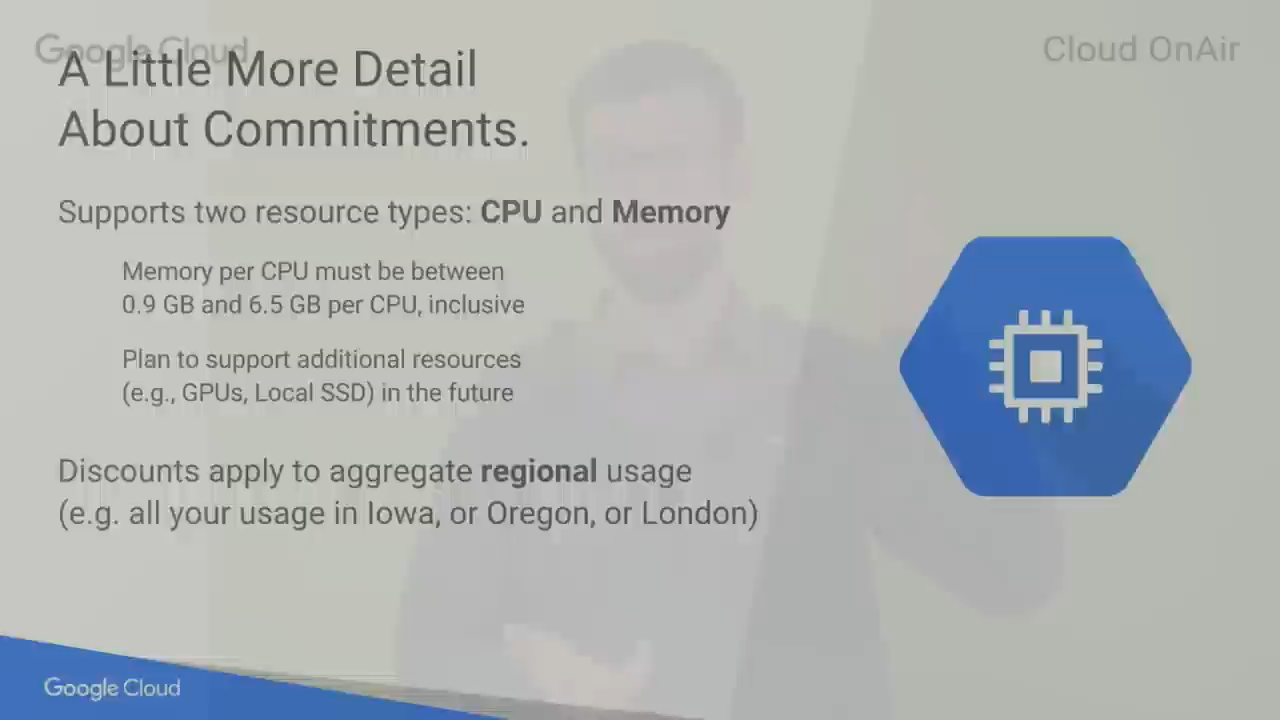 Google Cloud
Cloud OnAir
A Little More Detail
About Commitments.
Supports two resource types: CPU and Memory
Memory per CPU must be between
0.9 GB and 6.5 GB per CPU, inclusive
Plan to support additional resources
(e.g., GPUs, Local SSD) in the future
Discounts apply to aggregate regional usage
(e.g. all your usage in Iowa, or Oregon, or London)
Google Cloud